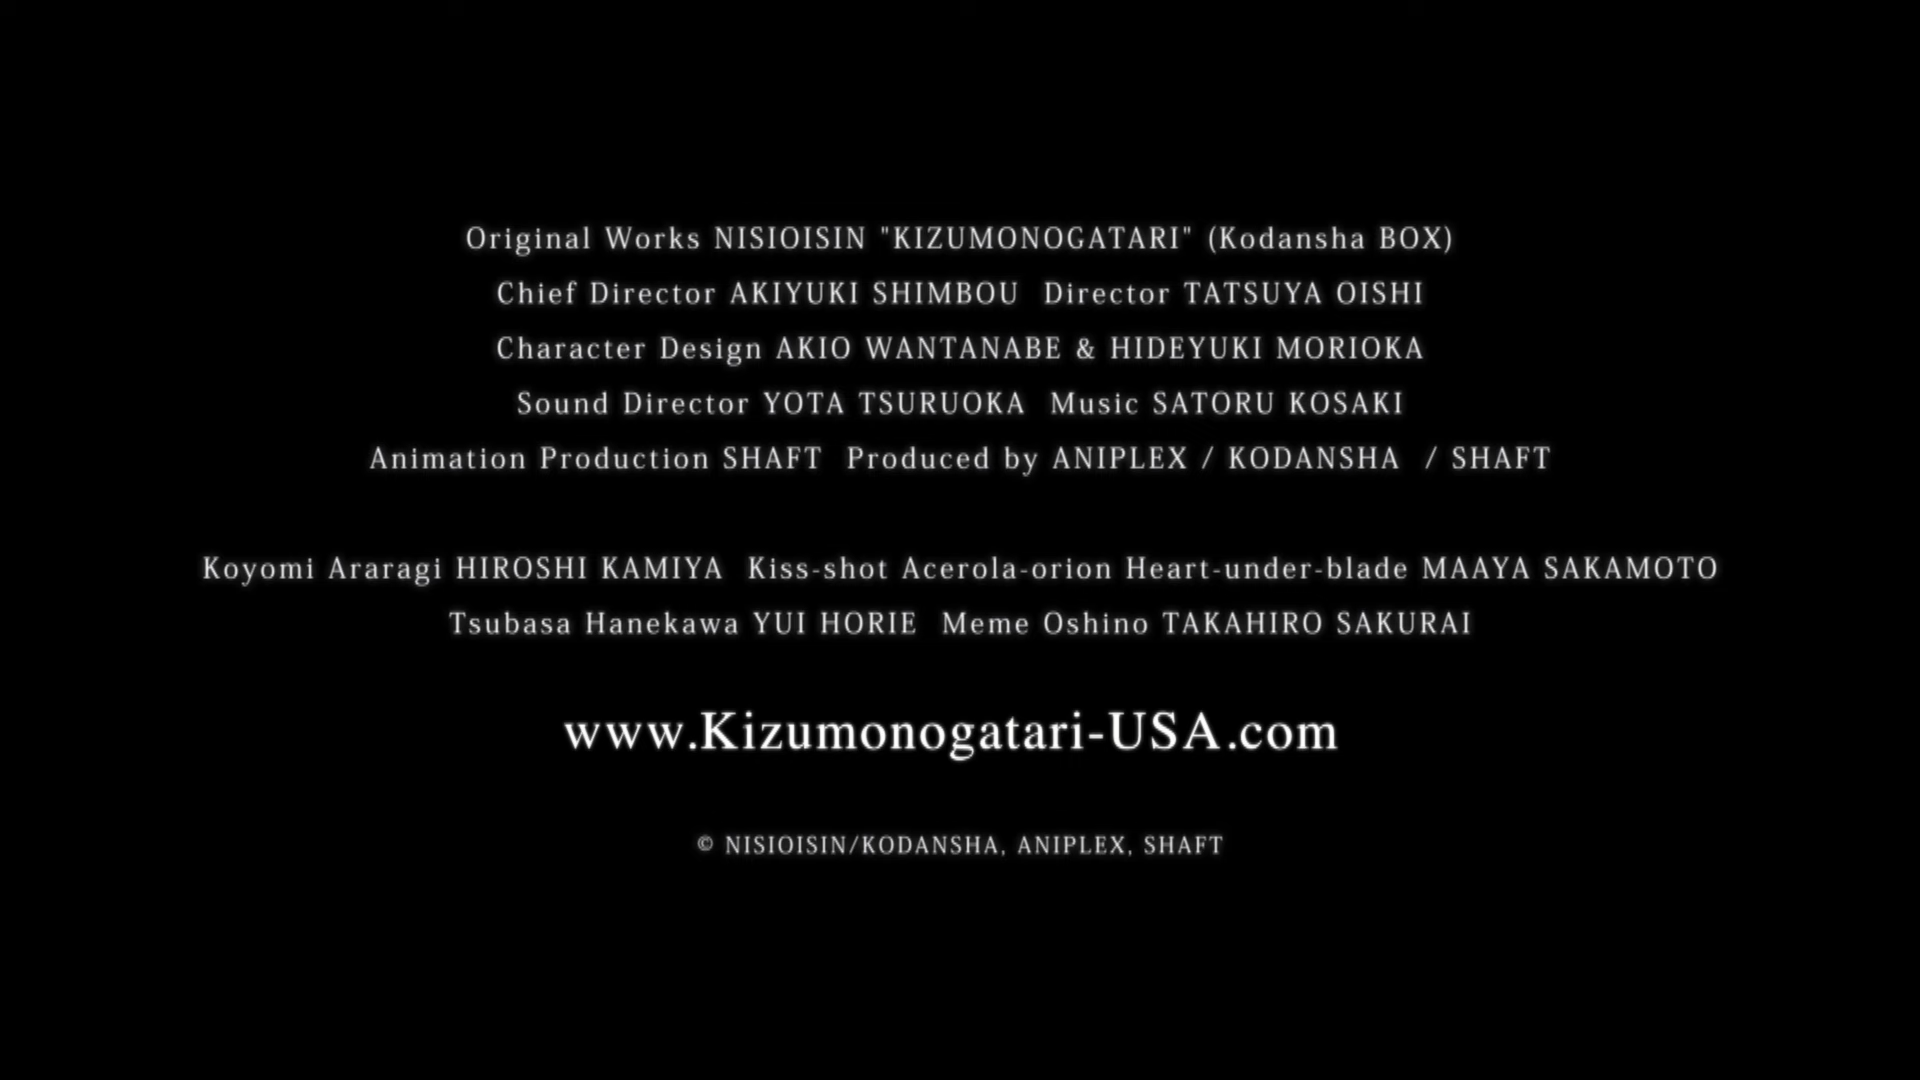 Original Works NISIOISIN "KIZUMONOGATARI" (Kodansha BOX)
Chief Director AKIYUKI SHIMBOU  Director TATSUYA OISHI
Character Design AKIO WANTANABE & HIDEYUKI MORIOKA
Sound Director YOTA TSURUOKA  Music SATORU KOSAKI
Animation Production SHAFT  Produced by ANIPLEX / KODANSHA  / SHAFT
Koyomi Araragi HIROSHI KAMIYA  Kiss-shot Acerola-orion Heart-under-blade MAAYA SAKAMOTO
Tsubasa Hanekawa YUI HORIE  Meme Oshino TAKAHIRO SAKURAI
www.Kizumonogatari-USA.com
© NISIOISIN/KODANSHA, ANIPLEX, SHAFT